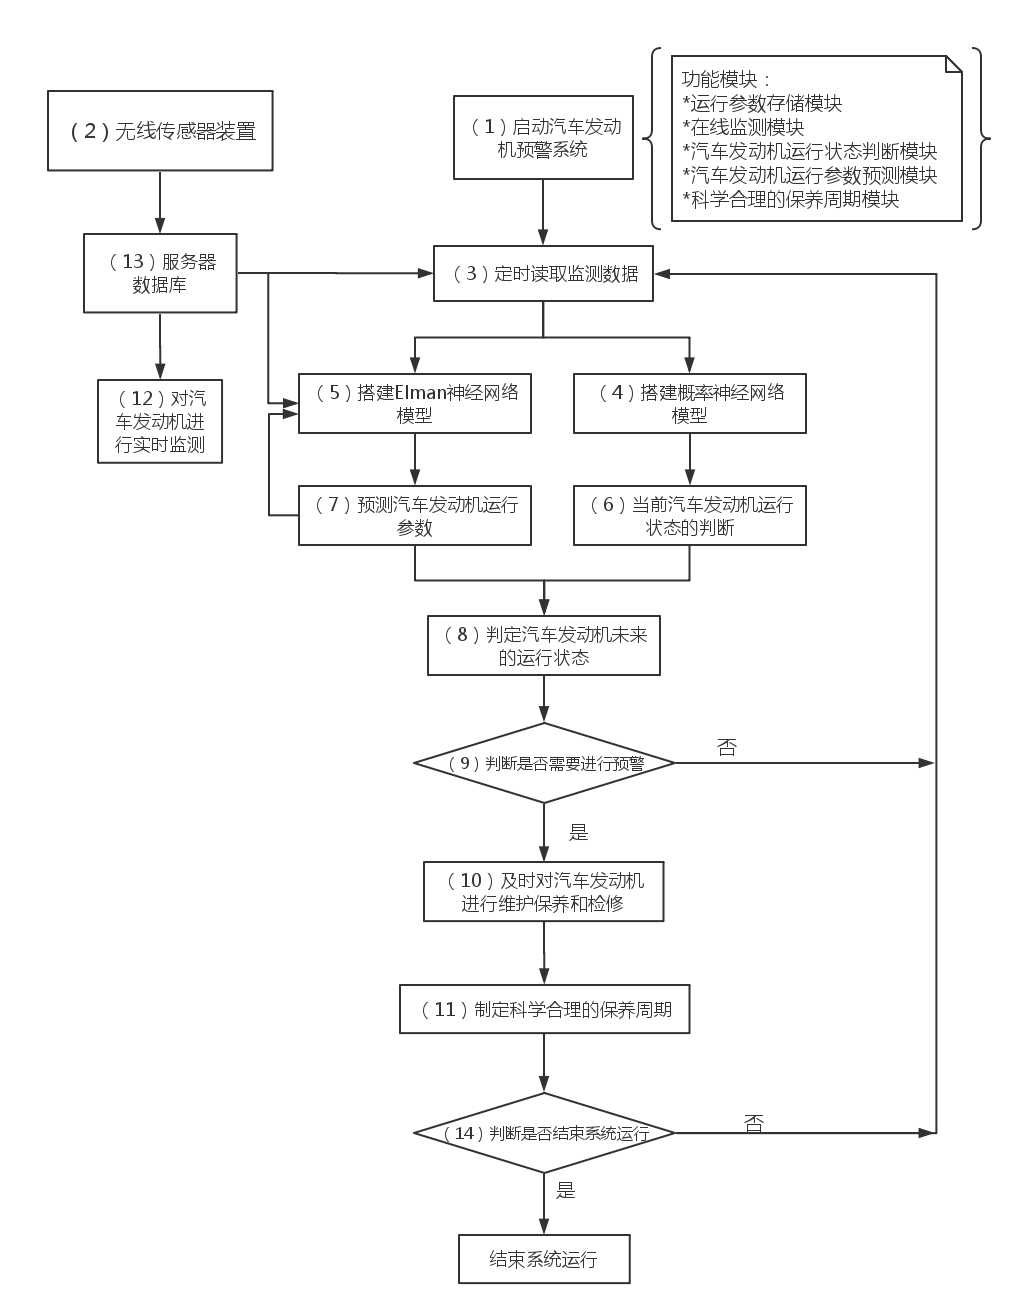 功能模块：
*运行参数存储模块
*在线监测模块
*汽车发动机运行状态判断模块
*汽车发动机运行参数预测模块
*科学合理的保养周期模块
（2）无线传感器装置
（1）启动汽车发动
机预警系统
（13）服务器
数据库
（3）定时读取监测数据
（12）对汽
车发动机进
行实时监测
（5）搭建Elman神经网络
模型
（4）搭建概率神经网络
模型
（7）预测汽车发动机运行
参数
（6）当前汽车发动机运行
状态的判断
（8）判定汽车发动机未来
的运行状态
（9）判断是否需要进行预警
否
是
（10）及时对汽车发动机
进行维护保养和检修
（11）制定科学合理的保养周期
（14）判断是否结束系统运行
否
是
结束系统运行